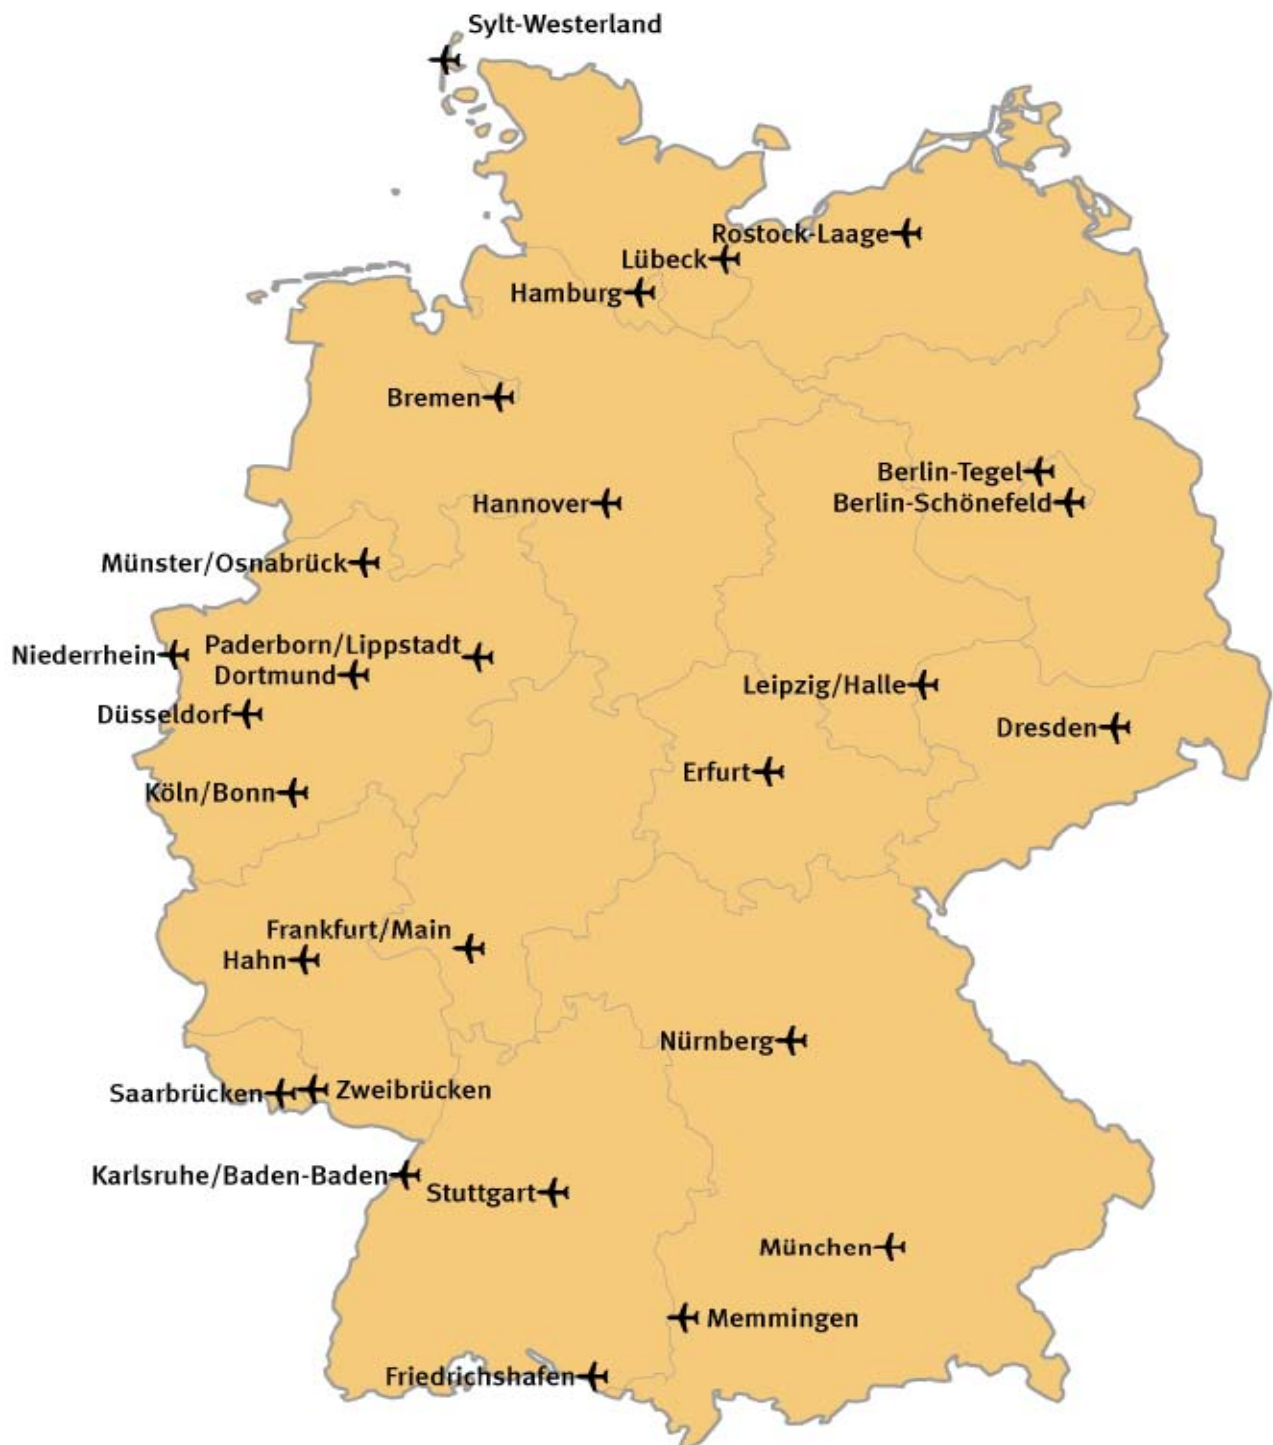 Sylt-Westerland
Rostock-Laage
Lübeck
Hamburg
Bremen
Berlin-Tegel
Hannover
Berlin-Schönefeld
Münster/Osnabrück
Paderborn/Lippstadt
Niederrhein
Dortmund
Leipzig/Halle
Düsseldorf
Dresden
Erfurt
Köln/Bonn
Frankfurt/Main
Hahn
Nürnberg
Zweibrücken
Saarbrücken
Karlsruhe/Baden-Baden
Stuttgart
München
Memmingen
Friedrichshafen